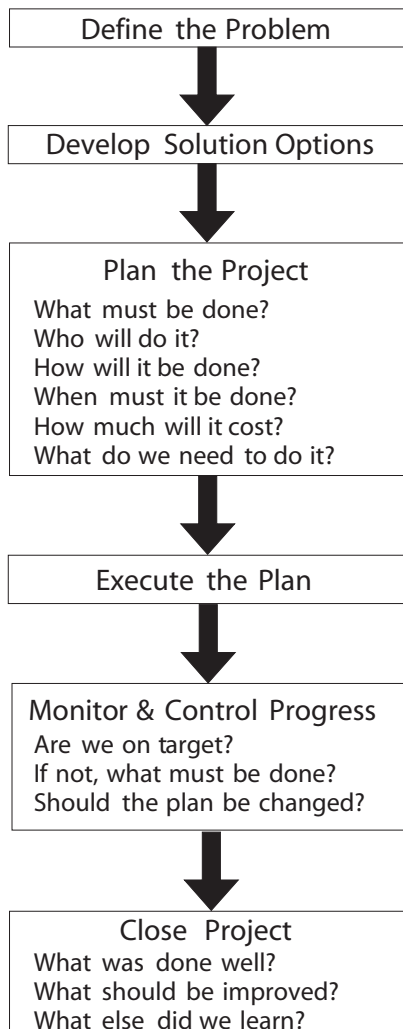 Define the Problem
Develop Solution Options
Plan the Project
What must be done?
Who will do it?
How will it be done?
When must it be done?
How much will it cost?
What do we need to do it?
Execute the Plan
Monitor & Control Progress
Are we on target?
If not, what must be done?
Should the plan be changed?
Close Project
What was done well?
What should be improved?
What else did we learn?